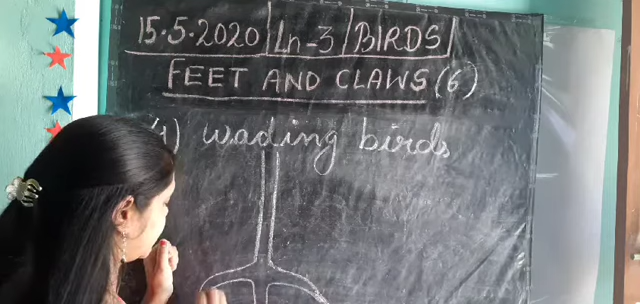 15.5.2020 Ln-3 BIRDS
FEET AND CLAWS (6)
4) wading birds